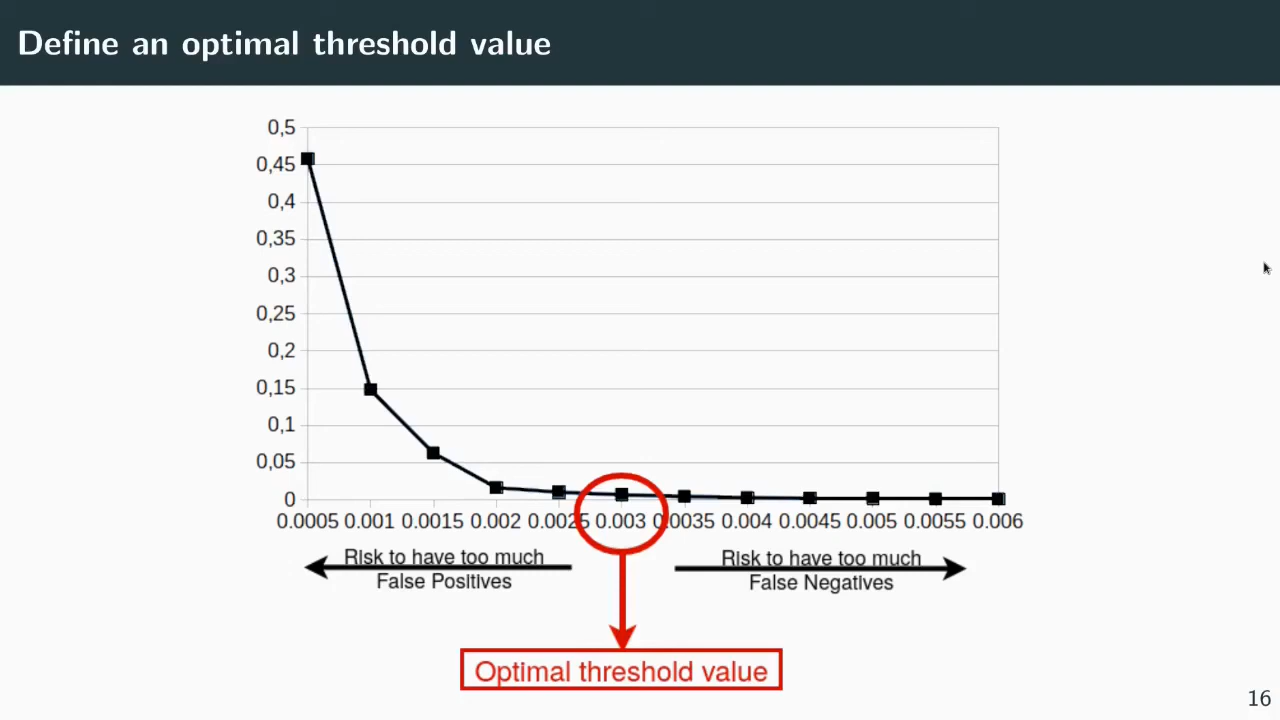 Define an optimal threshold value
0,5
0,45
0,4
0,35
0,3
0,25
0,2
0,15
0,1
0,05
0
0.0005 0.001 0.0015 0.002 0.0025 0.003 0.0035 0.004 0.0045 0.005 0.0055 0.006
Risk to have too much
False Positives
Risk to have too much
False Negatives
Optimal threshold value
16